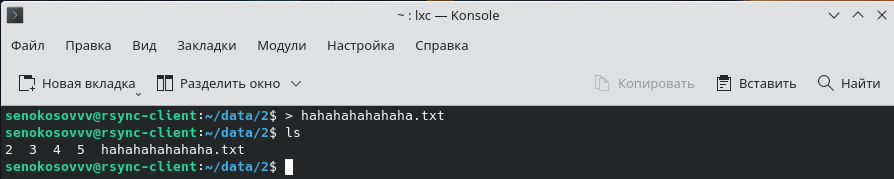 ~ : lxc — Konsole
Файл Правка Вид Закладки Модули Настройка Справка
Новая вкладка Разделить окно Копировать Вставить Найти
senokosovvv@rsync-client:~/data/2$ > hahahahahahaha.txt
senokosovvv@rsync-client:~/data/2$ ls
2 3 4 5 hahahahahahaha.txt
senokosovvv@rsync-client:~/data/2$